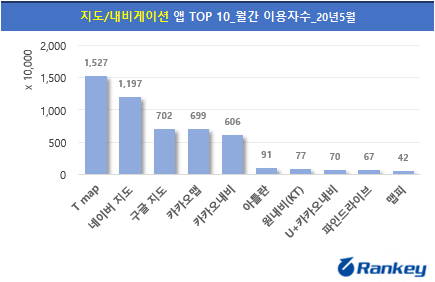 지도/내비게이션 앱 TOP 10_월간 이용자수_20년5월
x 10,000
2,000
1,500
1,000
500
0
1,527
1,197
702
699
606
91
77
70
67
42
T map
네이버 지도
구글 지도
카카오맵
카카오내비
아틀란
원내비(KT)
U+카카오내비
파인드라이브
맵피
Rankey